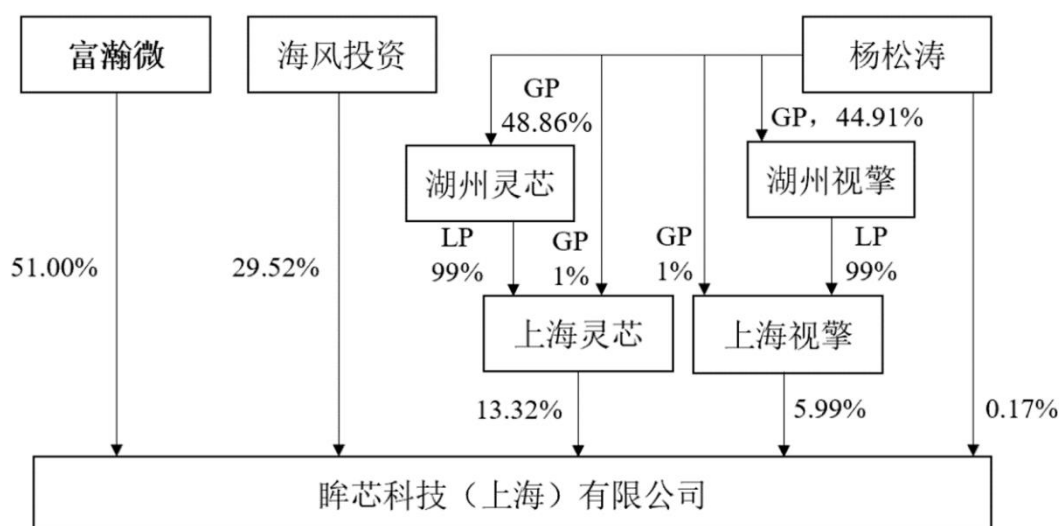 富瀚微
海风投资
杨松涛
GP
48.86%
GP，44.91%
湖州灵芯
湖州视擎
LP
99%
GP
1%
GP
1%
LP
99%
51.00%
29.52%
上海灵芯
上海视擎
13.32%
5.99%
0.17%
眸芯科技（上海）有限公司